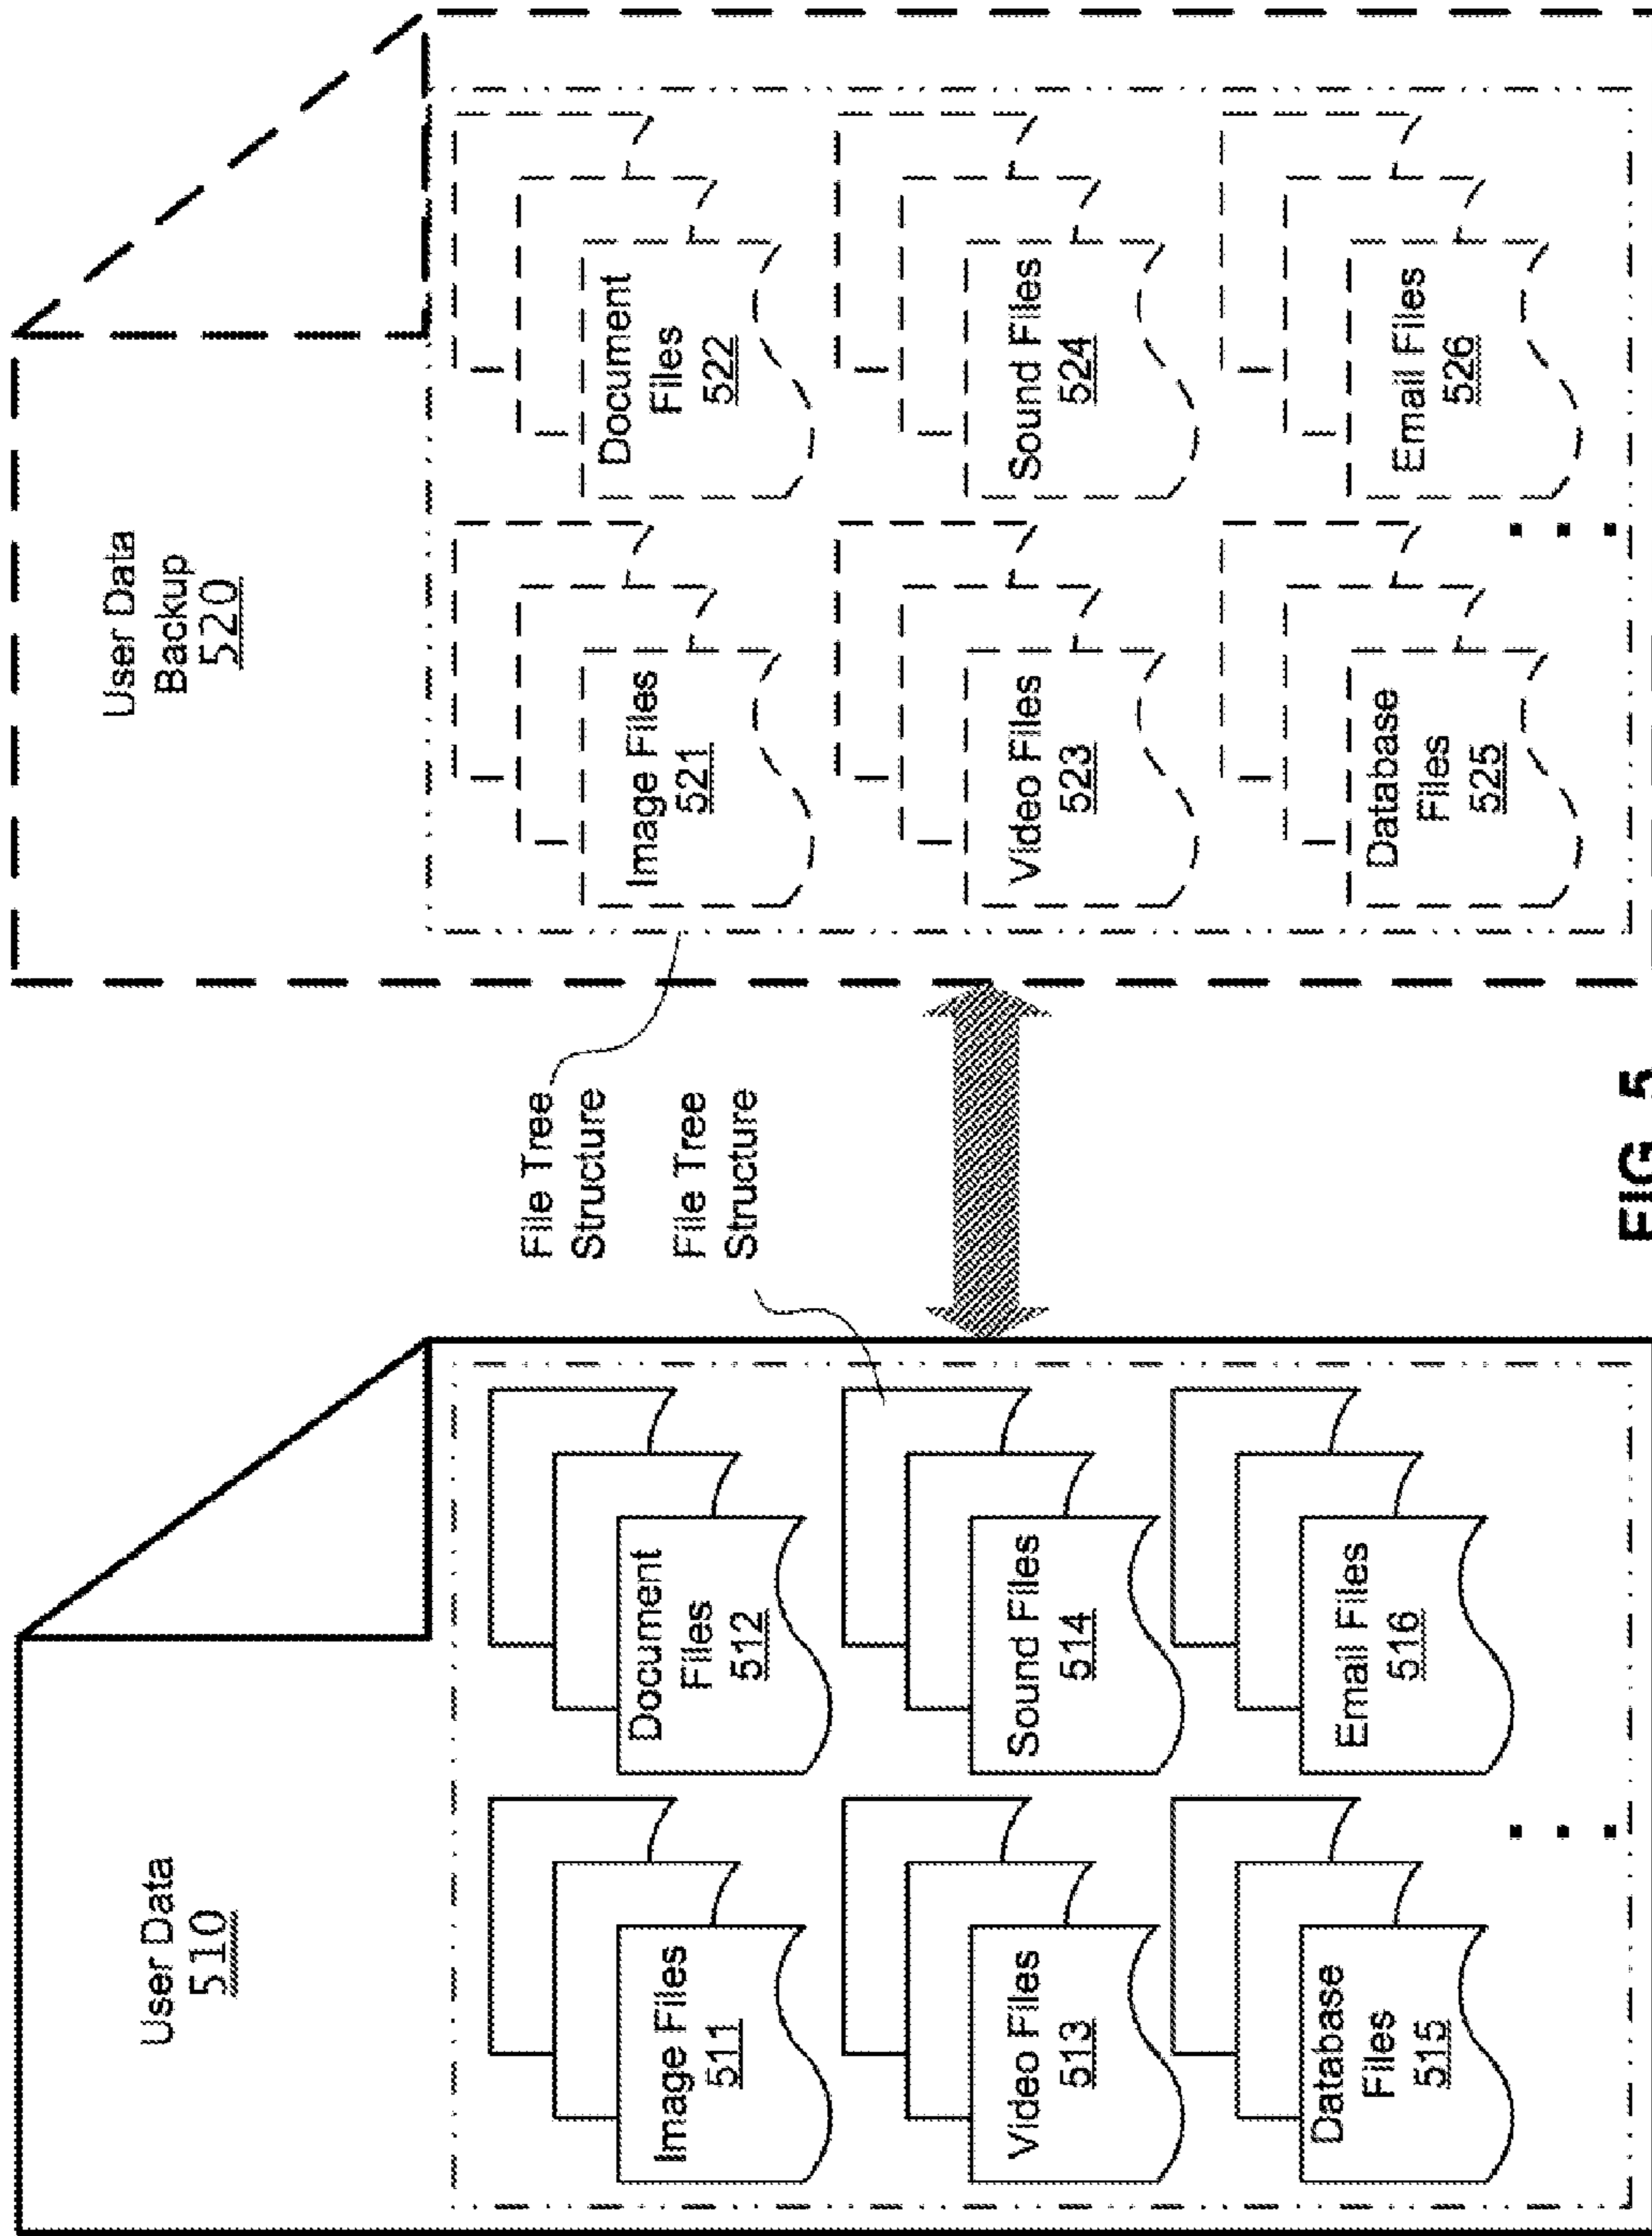 User Data
510
Image Files
511
Document
Files
512
Video Files
513
Sound Files
514
Database
Files
515
Email Files
516
. . .
File Tree
Structure
File Tree
Structure
User Data
Backup
520
Image Files
521
Document
Files
522
Video Files
523
Sound Files
524
Database
Files
525
Email Files
526
. . .
FIG. 5